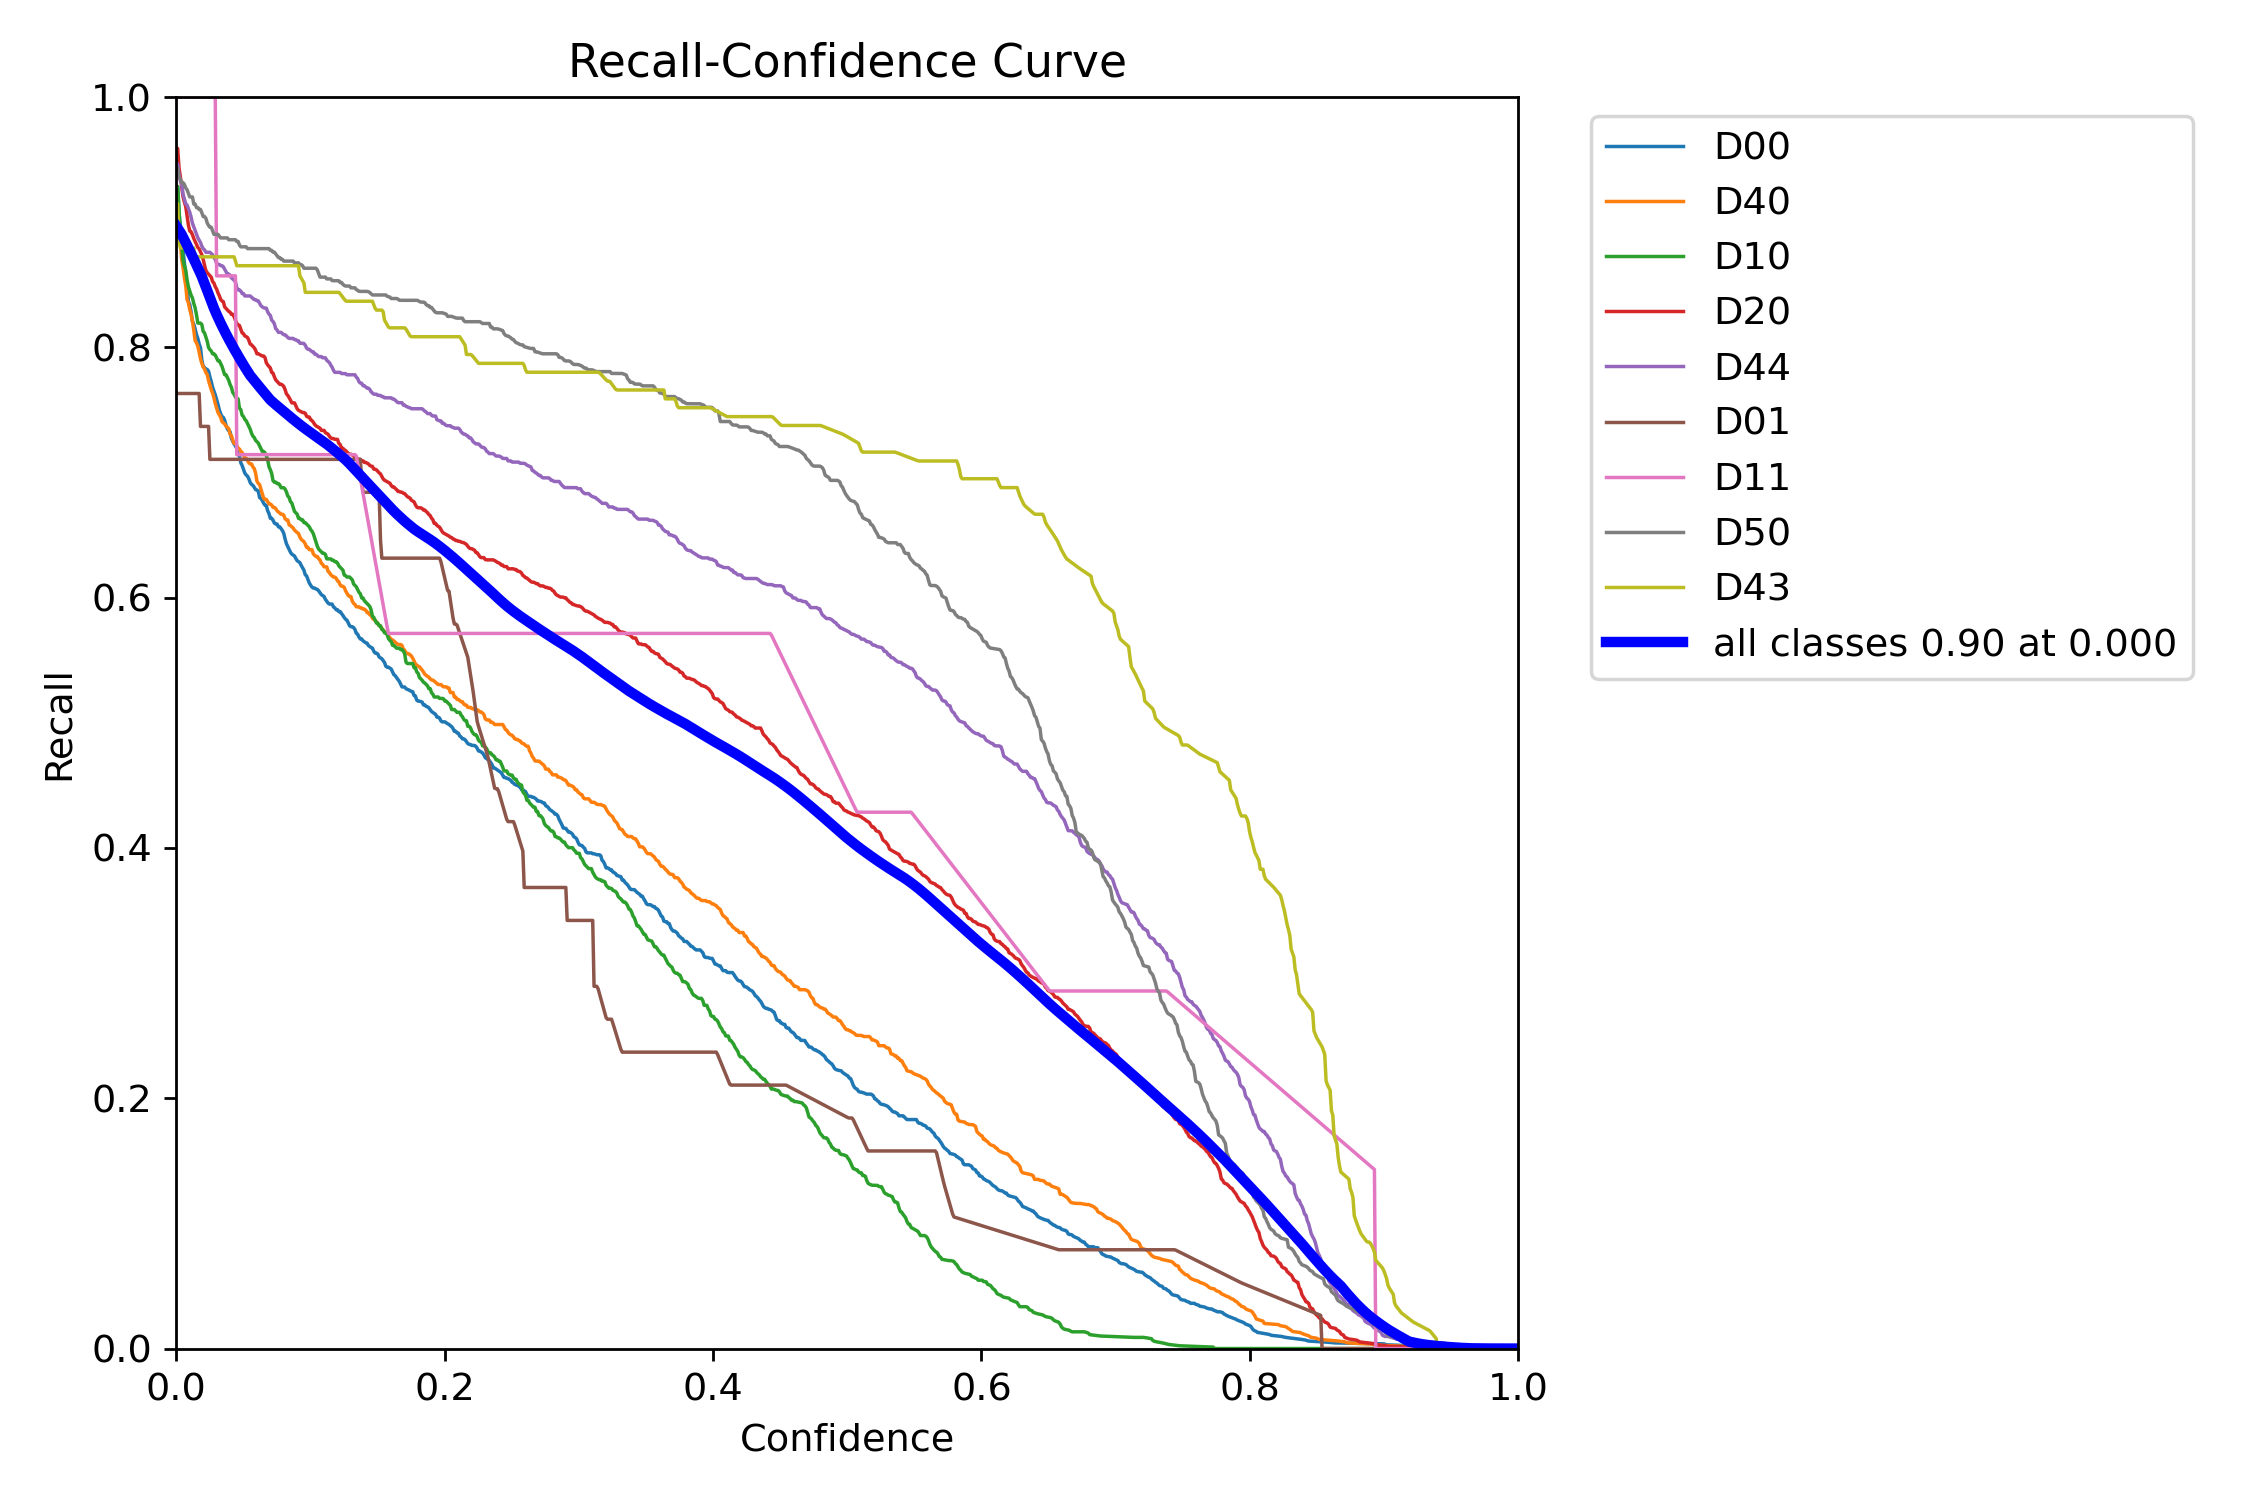 Recall-Confidence Curve
1.0
0.8
0.6
0.4
0.2
0.0
Recall
0.0 0.2 0.4 0.6 0.8 1.0
Confidence
D00
D40
D10
D20
D44
D01
D11
D50
D43
all classes 0.90 at 0.000